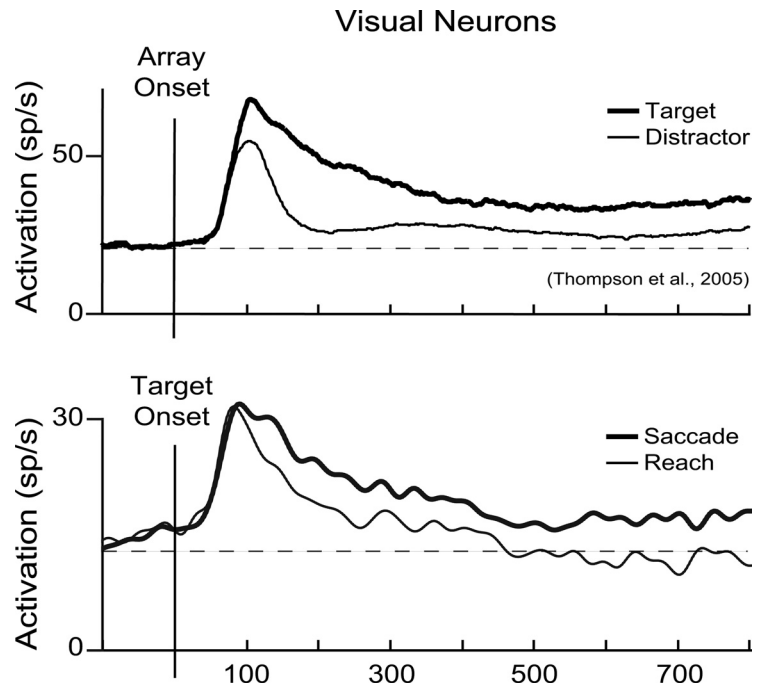 Visual Neurons
Array
Onset
Activation (sp/s)
50
0
Target
Distractor
(Thompson et al., 2005)
Target
Onset
Activation (sp/s)
30
0
Saccade
Reach
100 300 500 700